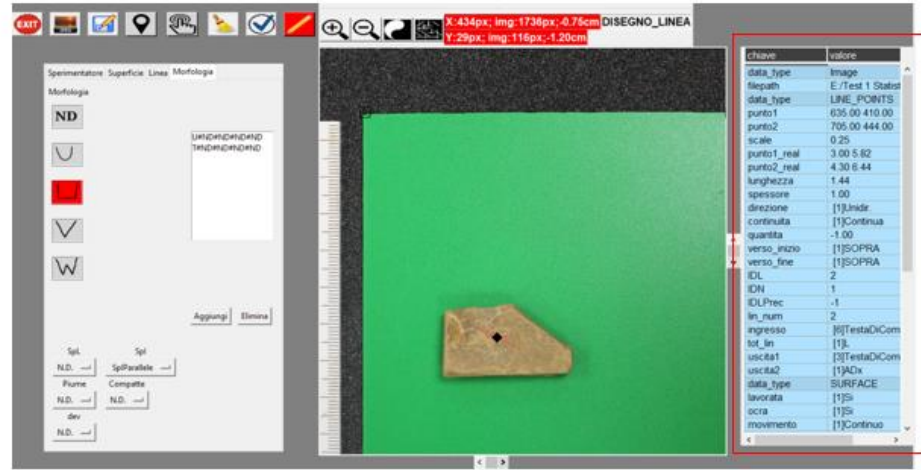 EXIT
X:434px; img:1736px;-0.75cm DISEGNO_LINEA
Y:29px; img:116px;-1.20cm
Sperimentatore Superficie Linea Morfologia
Morfologia
ND
U#ND#ND#ND#ND
T#ND#ND#ND#ND
Aggiungi Elimina
SpL Spl
N.D. SplParallele
Piume Compatte
N.D. N.D.
dev
N.D.
chiave valore
data_type Image
filepath E:/Test 1 Statist
data_type LINE_POINTS
punto1 635.00 410.00
punto2 705.00 444.00
scale 0.25
punto1_real 3.00 5.82
punto2_real 4.30 6.44
lunghezza 1.44
spessore 1.00
direzione [1]Unidir.
continuita [1]Continua
quantita -1.00
verso_inizio [1]SOPRA
verso_fine [1]SOPRA
IDL 2
IDN 1
IDLPrec -1
lin_num 2
ingresso [6]TestaDiCom
tot_lin [1]L
uscita1 [3]TestaDiCom
uscita2 [1]ADx
data_type SURFACE
lavorata [1]Si
ocra [1]Si
movimento [1]Continuo